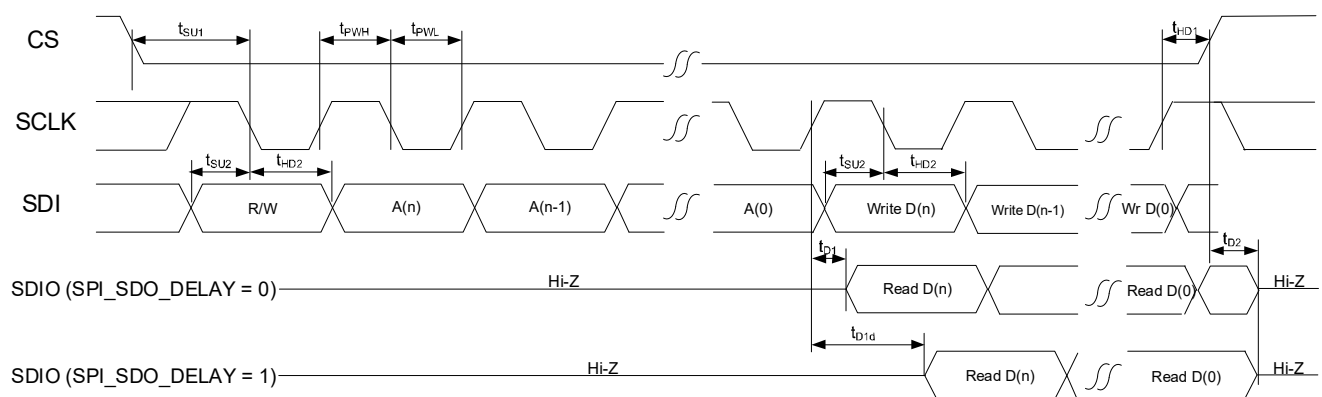 CS
t_SU1 t_PWH t_PWL t_HD1
SCLK
t_SU2 t_HD2 t_SU2 t_HD2
SDI
R/W A(n) A(n-1) A(0) Write D(n) Write D(n-1) Wr D(0)
t_D1 t_D2
SDIO (SPI_SDO_DELAY = 0) Hi-Z Read D(n) Read D(0) Hi-Z
t_D1d
SDIO (SPI_SDO_DELAY = 1) Hi-Z Read D(n) Read D(0) Hi-Z